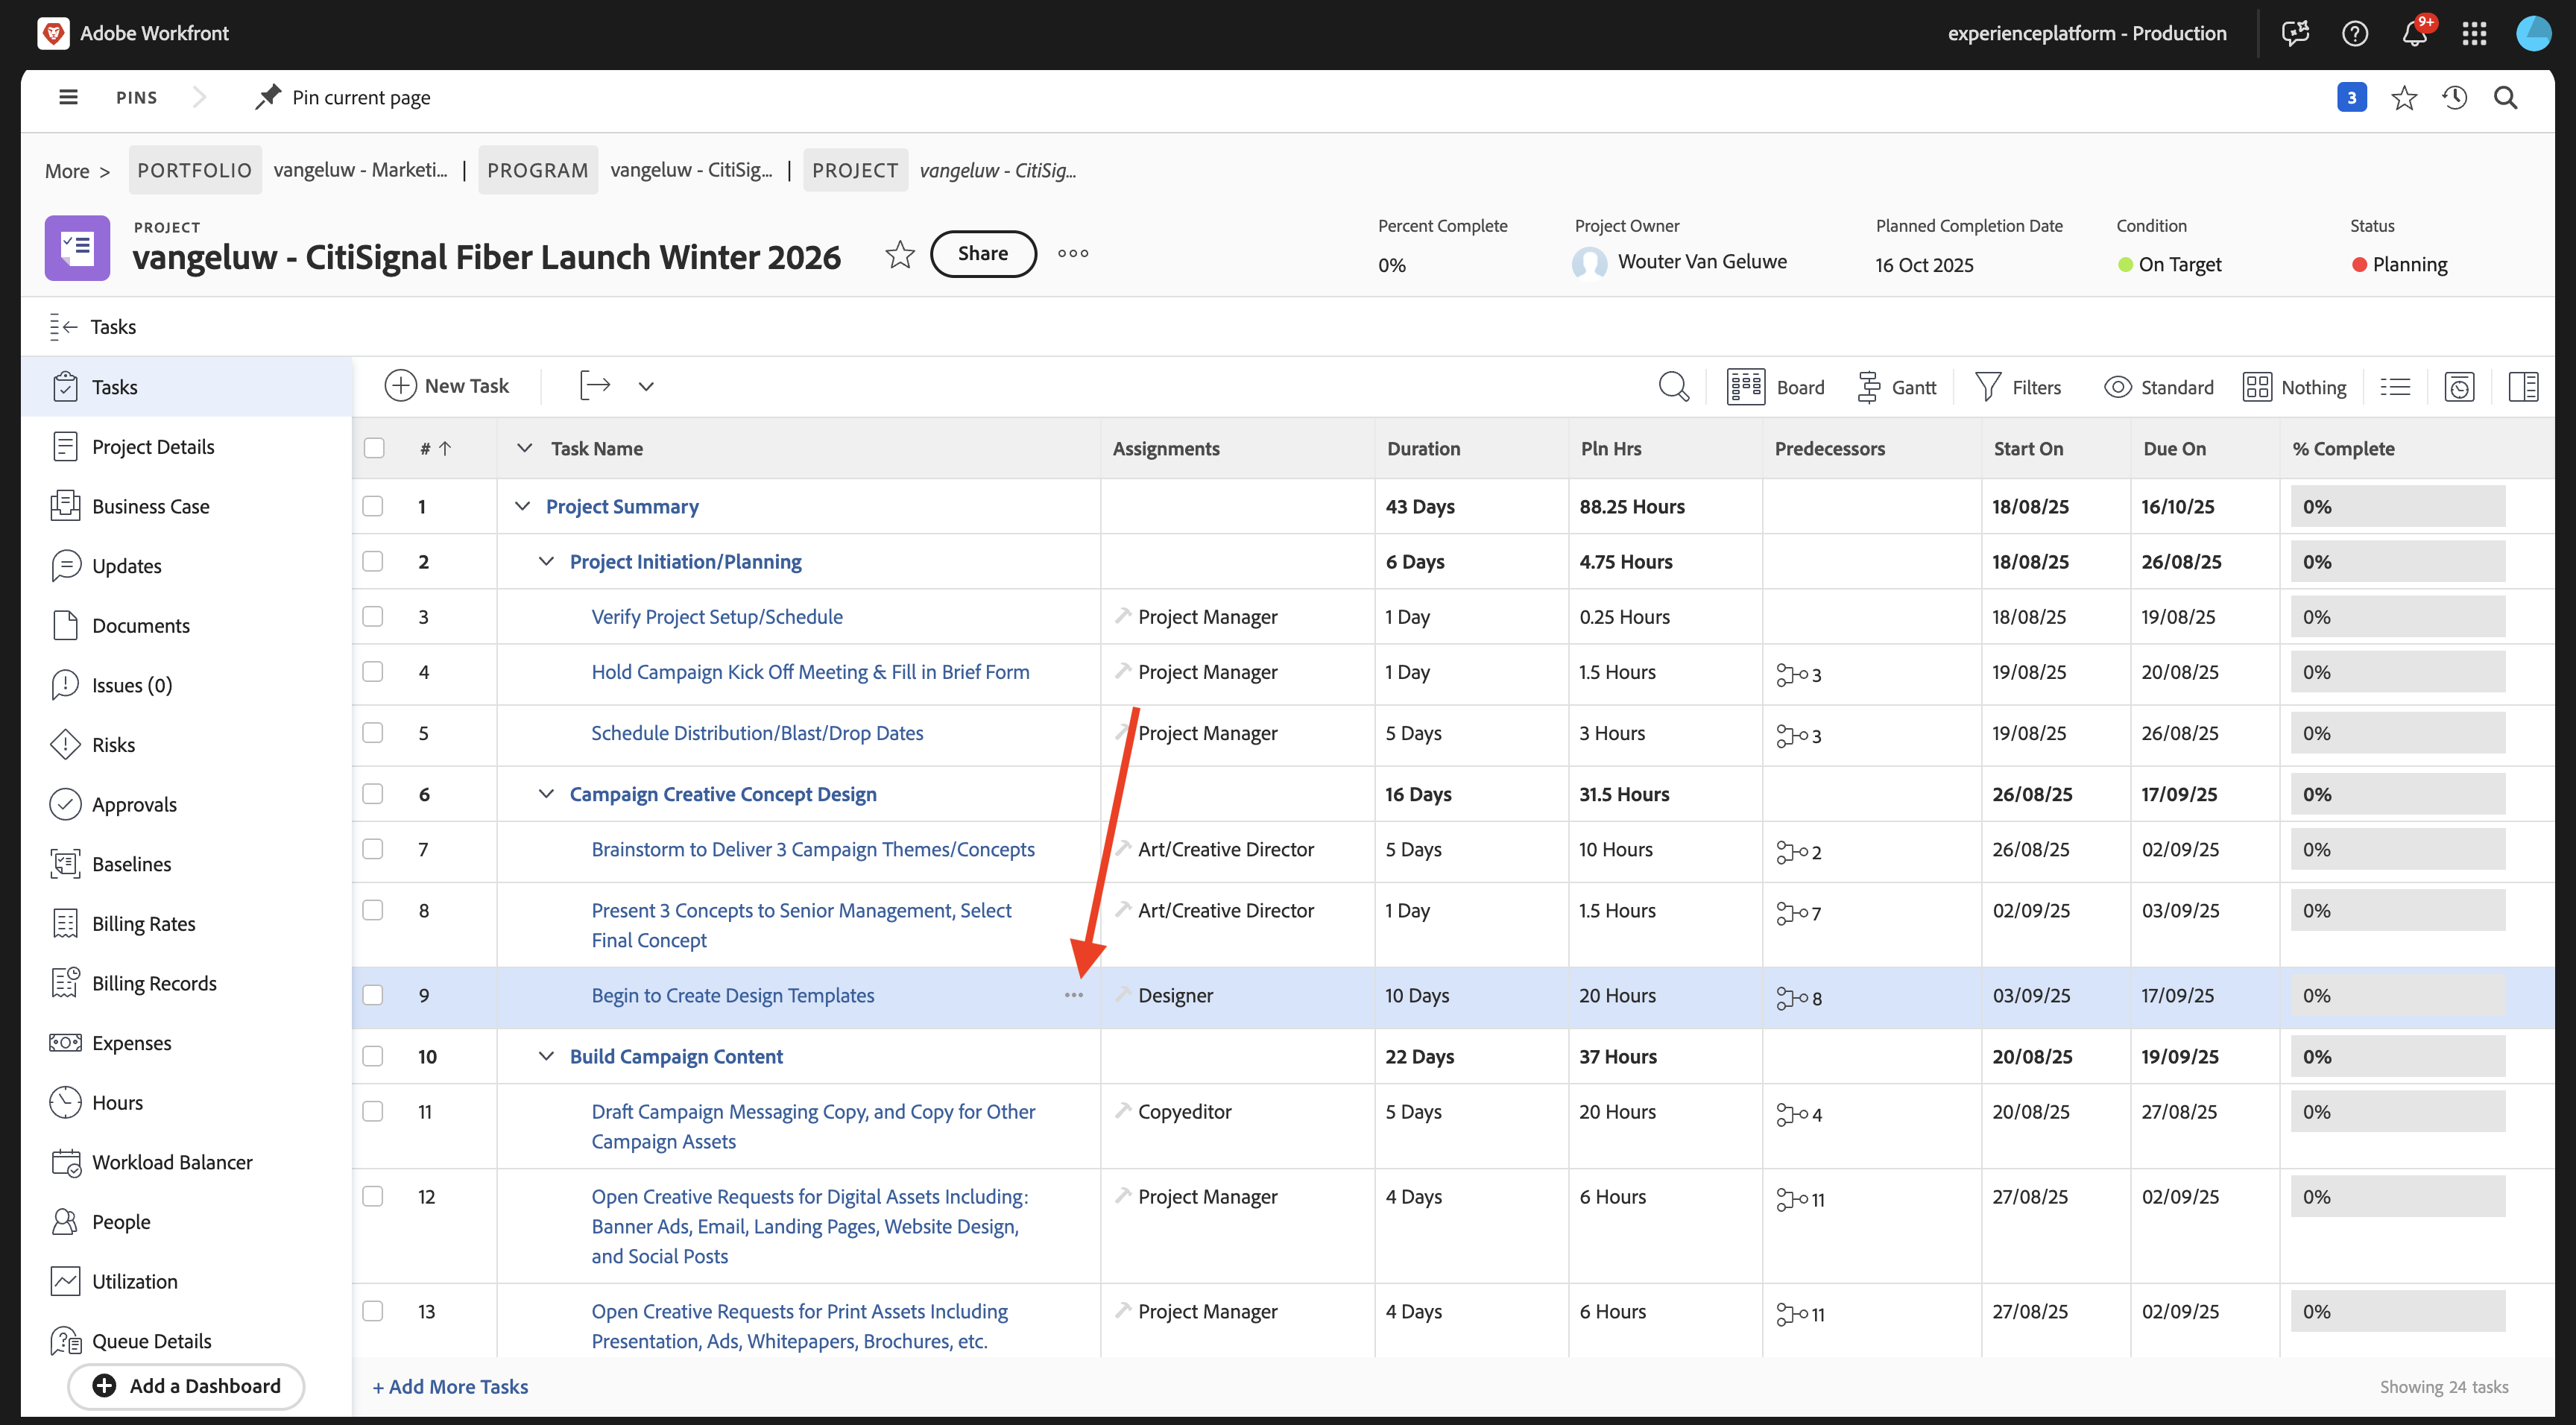 Adobe Workfront
experienceplatform - Production
9+
PINS
Pin current page
3
More >
PORTFOLIO
vangeluw - Marketi...
|
PROGRAM
vangeluw - CitiSig...
|
PROJECT
vangeluw - CitiSig...
PROJECT
vangeluw - CitiSignal Fiber Launch Winter 2026
Share
Percent Complete
0%
Project Owner
Wouter Van Geluwe
Planned Completion Date
16 Oct 2025
Condition
On Target
Status
Planning
Tasks
Tasks
Project Details
Business Case
Updates
Documents
Issues (0)
Risks
Approvals
Baselines
Billing Rates
Billing Records
Expenses
Hours
Workload Balancer
People
Utilization
Queue Details
Add a Dashboard
New Task
Board
Gantt
Filters
Standard
Nothing
# Task Name Assignments Duration Pln Hrs Predecessors Start On Due On % Complete
1 Project Summary 43 Days 88.25 Hours 18/08/25 16/10/25 0%
2 Project Initiation/Planning 6 Days 4.75 Hours 18/08/25 26/08/25 0%
3 Verify Project Setup/Schedule Project Manager 1 Day 0.25 Hours 18/08/25 19/08/25 0%
4 Hold Campaign Kick Off Meeting & Fill in Brief Form Project Manager 1 Day 1.5 Hours 3 19/08/25 20/08/25 0%
5 Schedule Distribution/Blast/Drop Dates Project Manager 5 Days 3 Hours 3 19/08/25 26/08/25 0%
6 Campaign Creative Concept Design 16 Days 31.5 Hours 26/08/25 17/09/25 0%
7 Brainstorm to Deliver 3 Campaign Themes/Concepts Art/Creative Director 5 Days 10 Hours 2 26/08/25 02/09/25 0%
8 Present 3 Concepts to Senior Management, Select Art/Creative Director 1 Day 1.5 Hours 7 02/09/25 03/09/25 0%
Final Concept
9 Begin to Create Design Templates Designer 10 Days 20 Hours 8 03/09/25 17/09/25 0%
10 Build Campaign Content 22 Days 37 Hours 20/08/25 19/09/25 0%
11 Draft Campaign Messaging Copy, and Copy for Other Copyeditor 5 Days 20 Hours 4 20/08/25 27/08/25 0%
Campaign Assets
12 Open Creative Requests for Digital Assets Including: Project Manager 4 Days 6 Hours 11 27/08/25 02/09/25 0%
Banner Ads, Email, Landing Pages, Website Design,
and Social Posts
13 Open Creative Requests for Print Assets Including Project Manager 4 Days 6 Hours 11 27/08/25 02/09/25 0%
Presentation, Ads, Whitepapers, Brochures, etc.
+ Add More Tasks
Showing 24 tasks